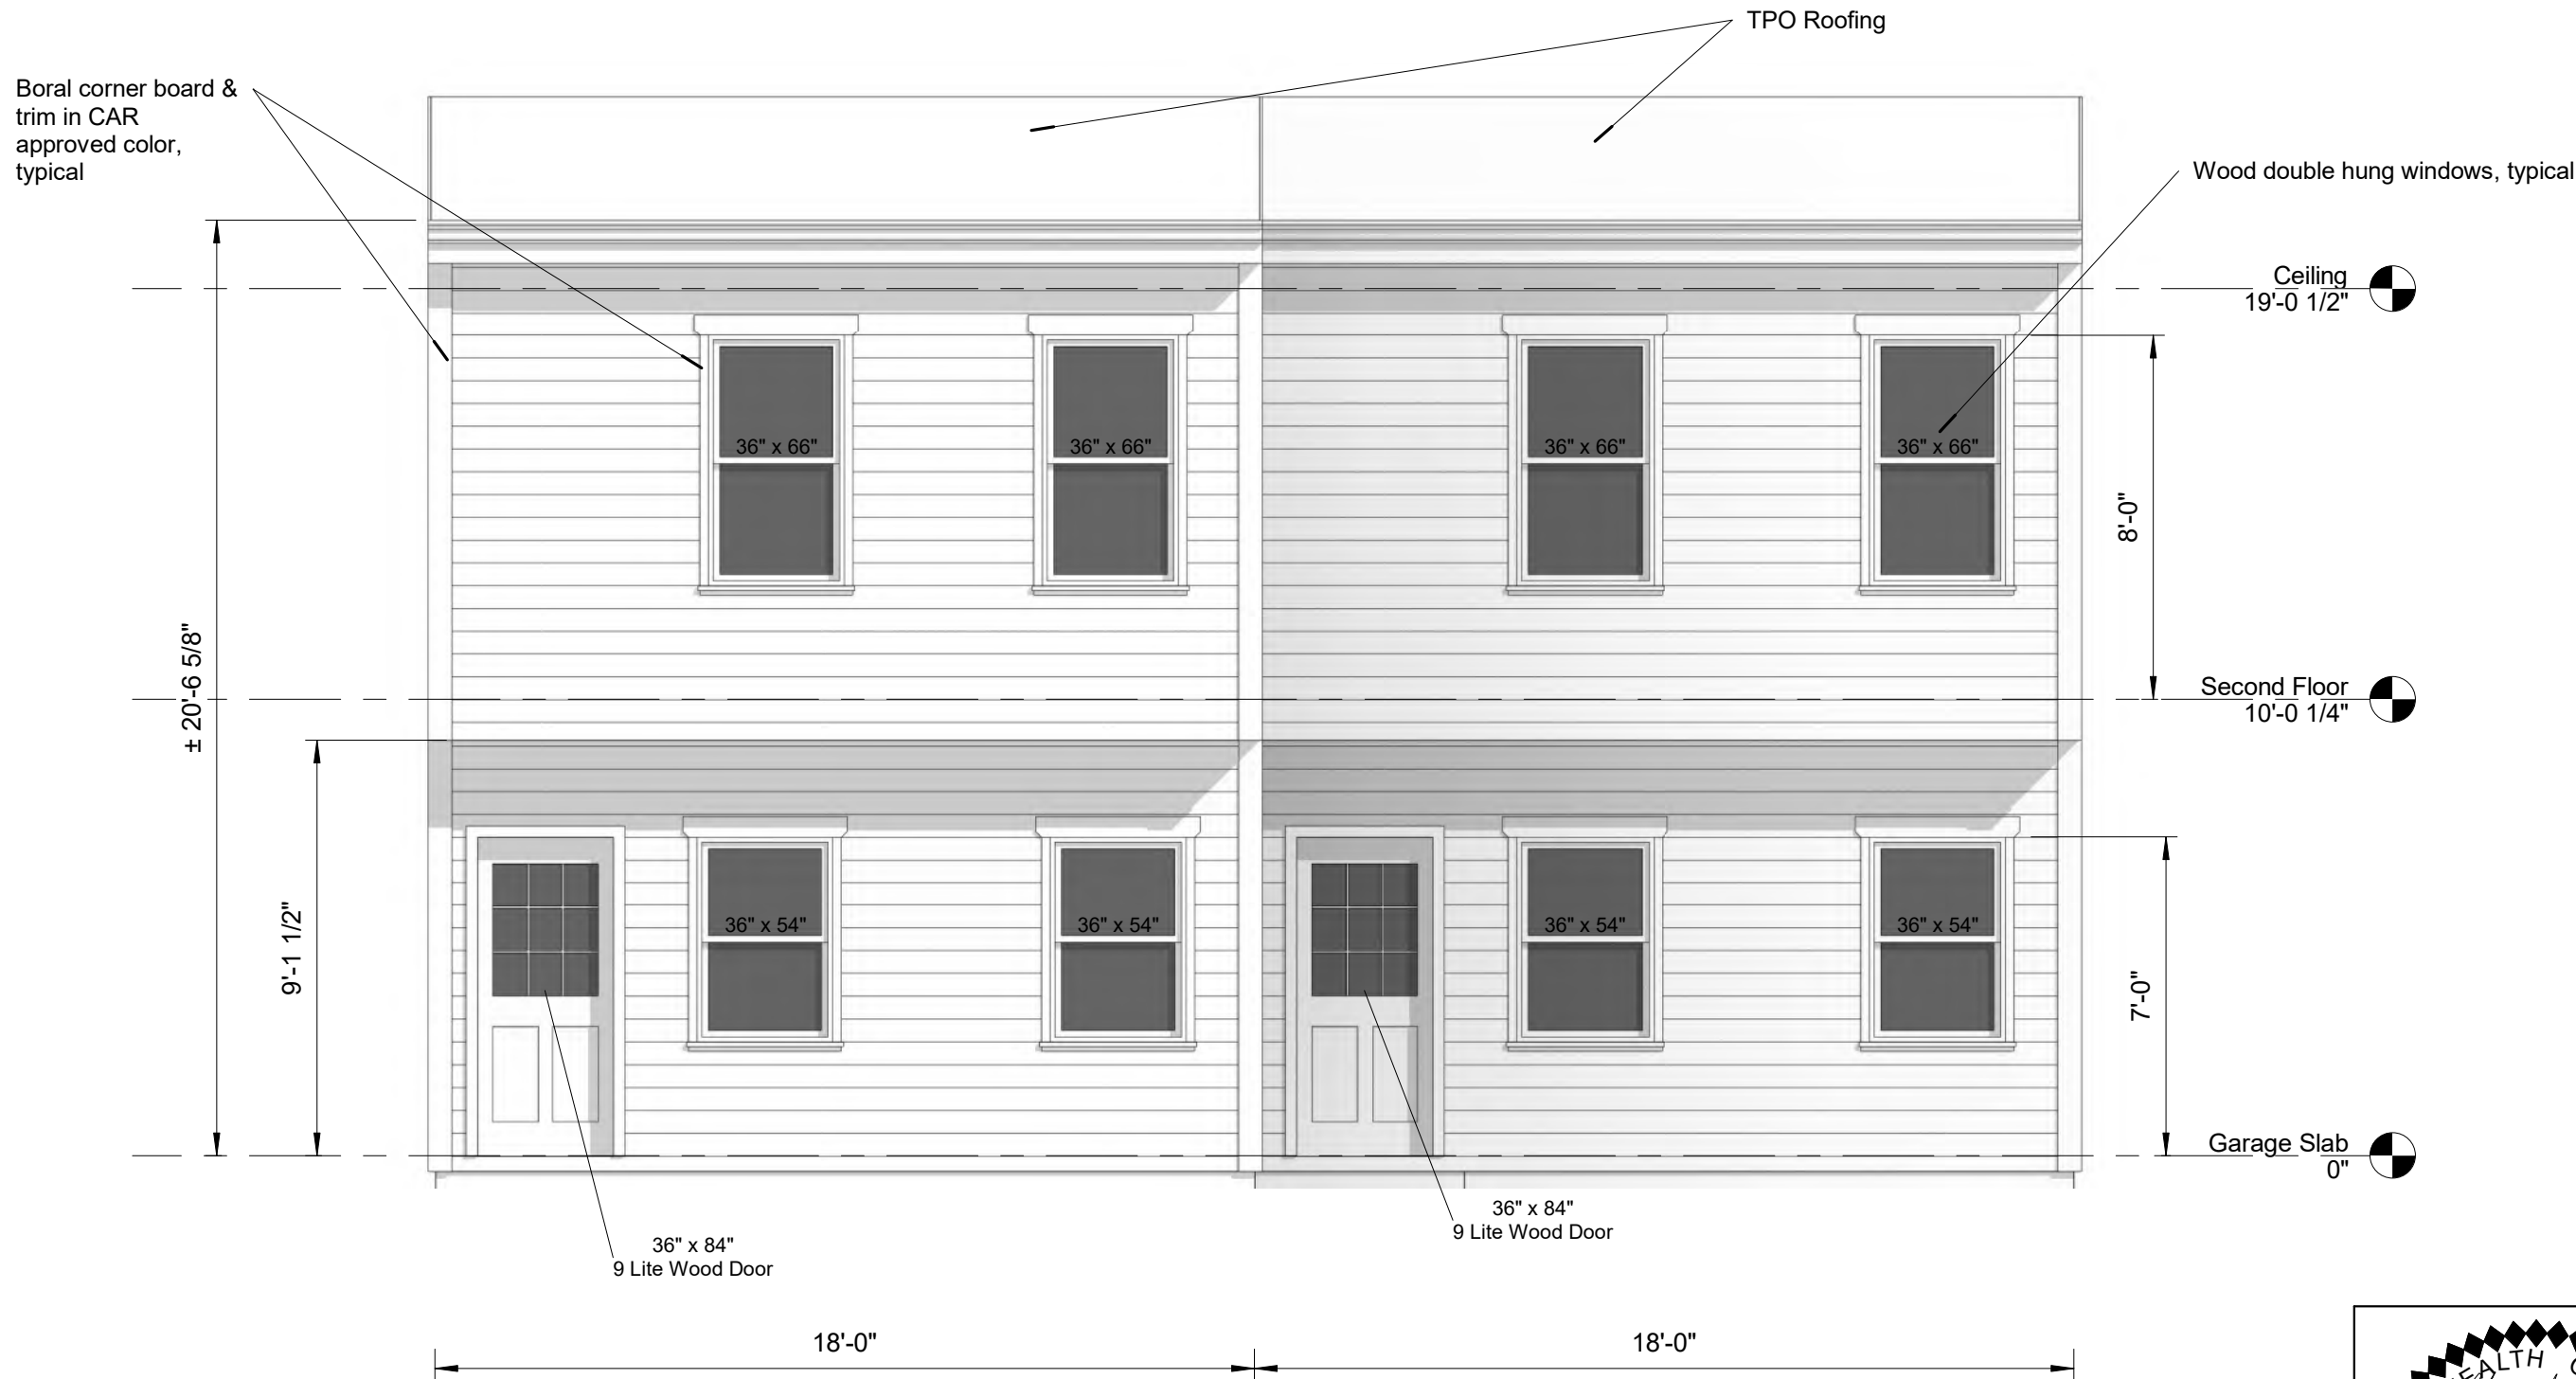 TPO Roofing
Boral corner board &
trim in CAR
approved color,
typical
Wood double hung windows, typical
Ceiling
19'-0 1/2"
36" x 66"
36" x 66"
36" x 66"
36" x 66"
8'-0"
± 20'-6 5/8"
Second Floor
10'-0 1/4"
9'-1 1/2"
36" x 54"
36" x 54"
36" x 54"
36" x 54"
7'-0"
Garage Slab
0"
36" x 84"
9 Lite Wood Door
36" x 84"
9 Lite Wood Door
18'-0"
18'-0"
EALTH